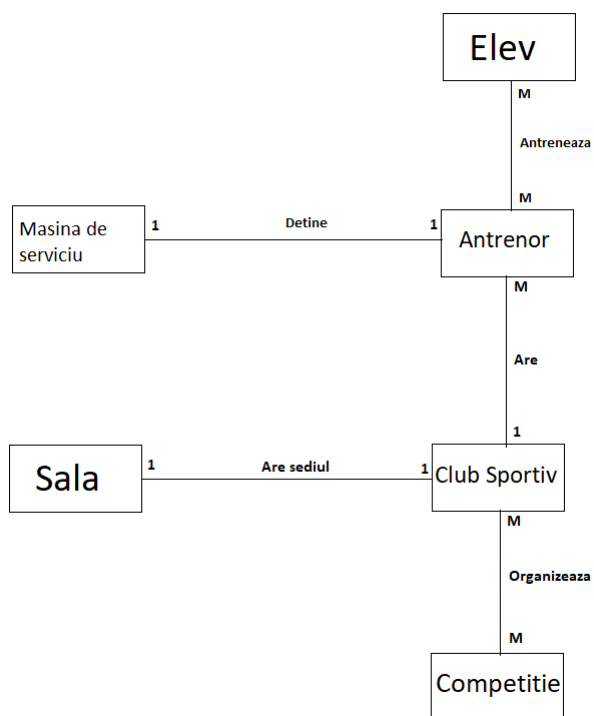 Elev
M
Antreneaza
M
Masina de
serviciu
1
Detine
1
Antrenor
M
Are
1
Sala
1
Are sediul
1
Club Sportiv
M
Organizeaza
M
Competitie